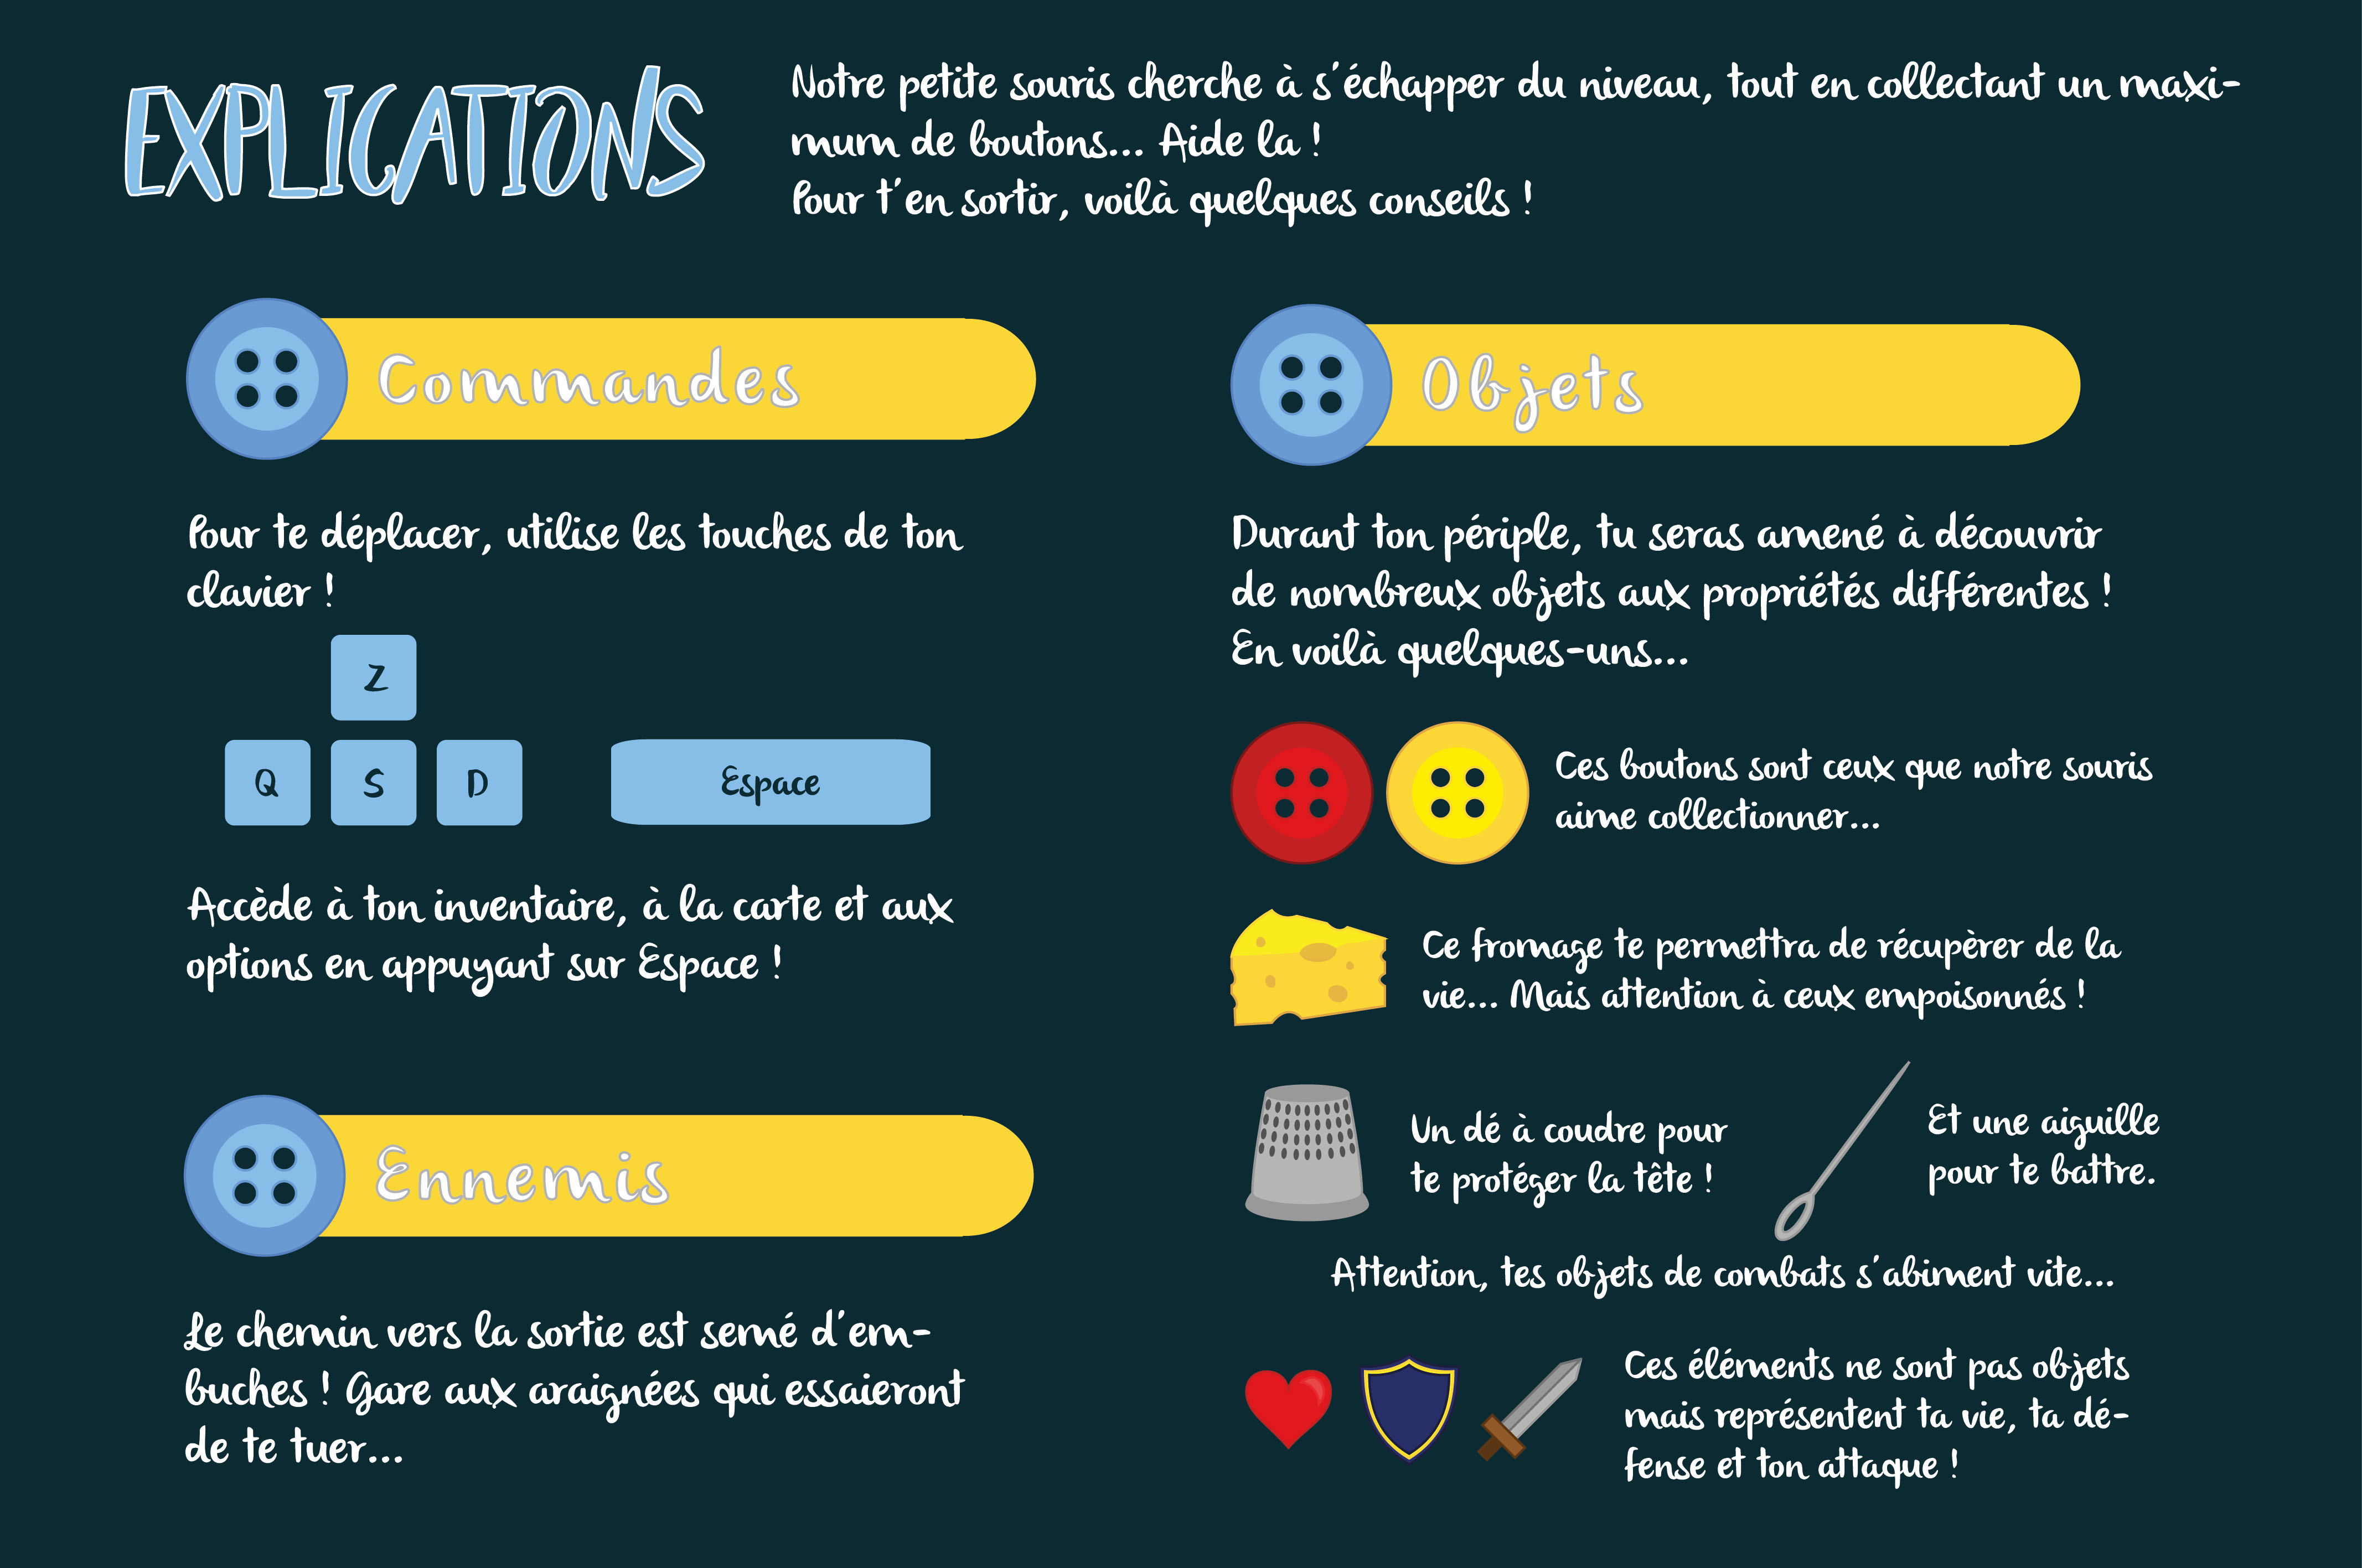 EXPLICATIONS
Notre petite souris cherche à s'échapper du niveau, tout en collectant un maxi-
mum de boutons... Aide la !
Pour t'en sortir, voilà quelques conseils !
Commandes
Pour te déplacer, utilise les touches de ton
clavier !
Z
Q S D Espace
Accède à ton inventaire, à la carte et aux
options en appuyant sur Espace !
Ennemis
Le chemin vers la sortie est semé d'em-
buches ! Gare aux araignées qui essaieront
de te tuer...
Objets
Durant ton périple, tu seras amené à découvrir
de nombreux objets aux propriétés différentes !
En voilà quelques-uns...
Ces boutons sont ceux que notre souris
aime collectionner...
Ce fromage te permettra de récupèrer de la
vie... Mais attention à ceux empoisonnés !
Un dé à coudre pour
te protéger la tête !
Et une aiguille
pour te battre.
Attention, tes objets de combats s'abiment vite...
Ces éléments ne sont pas objets
mais représentent ta vie, ta dé-
fense et ton attaque !